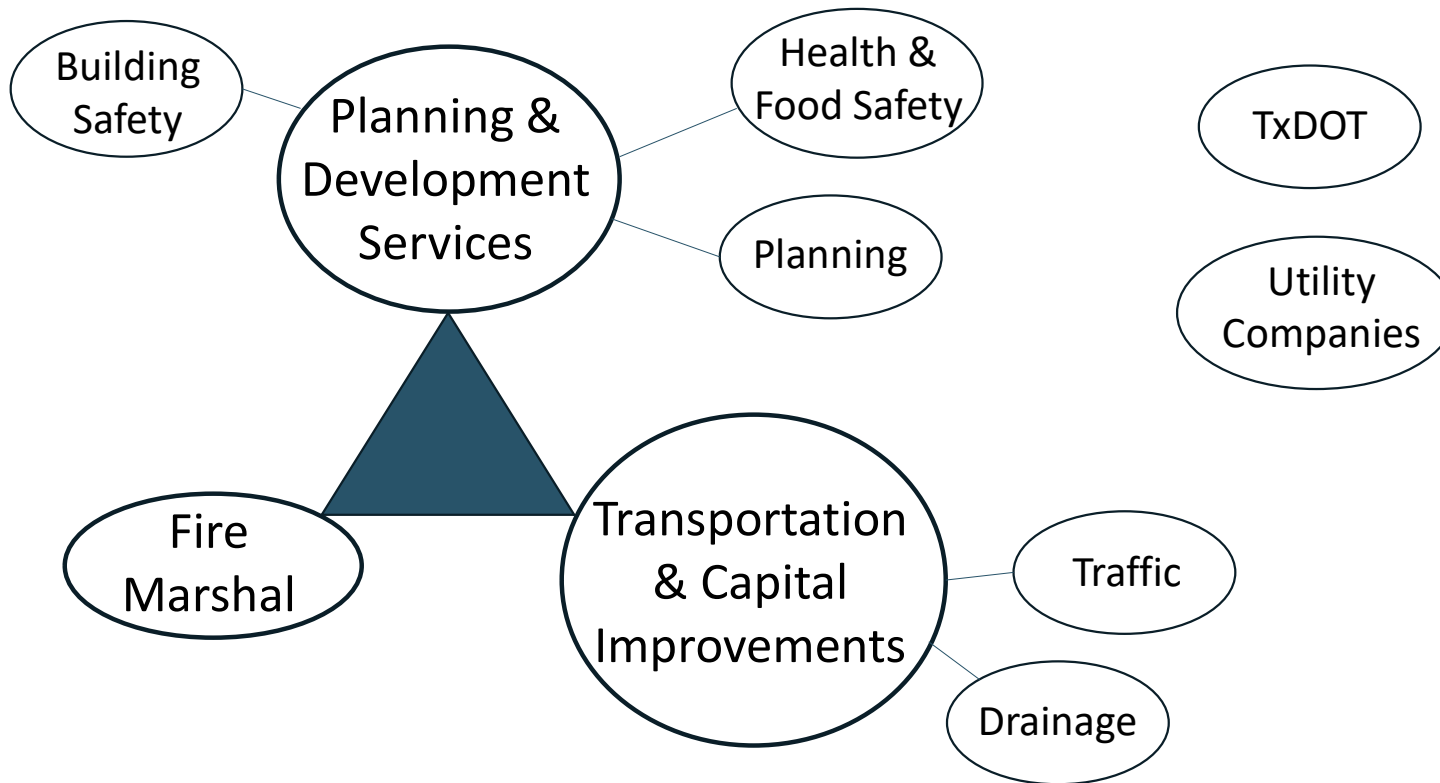 Building
Safety
Planning &
Development
Services
Health &
Food Safety
Planning
TxDOT
Utility
Companies
Fire
Marshal
Transportation
& Capital
Improvements
Traffic
Drainage